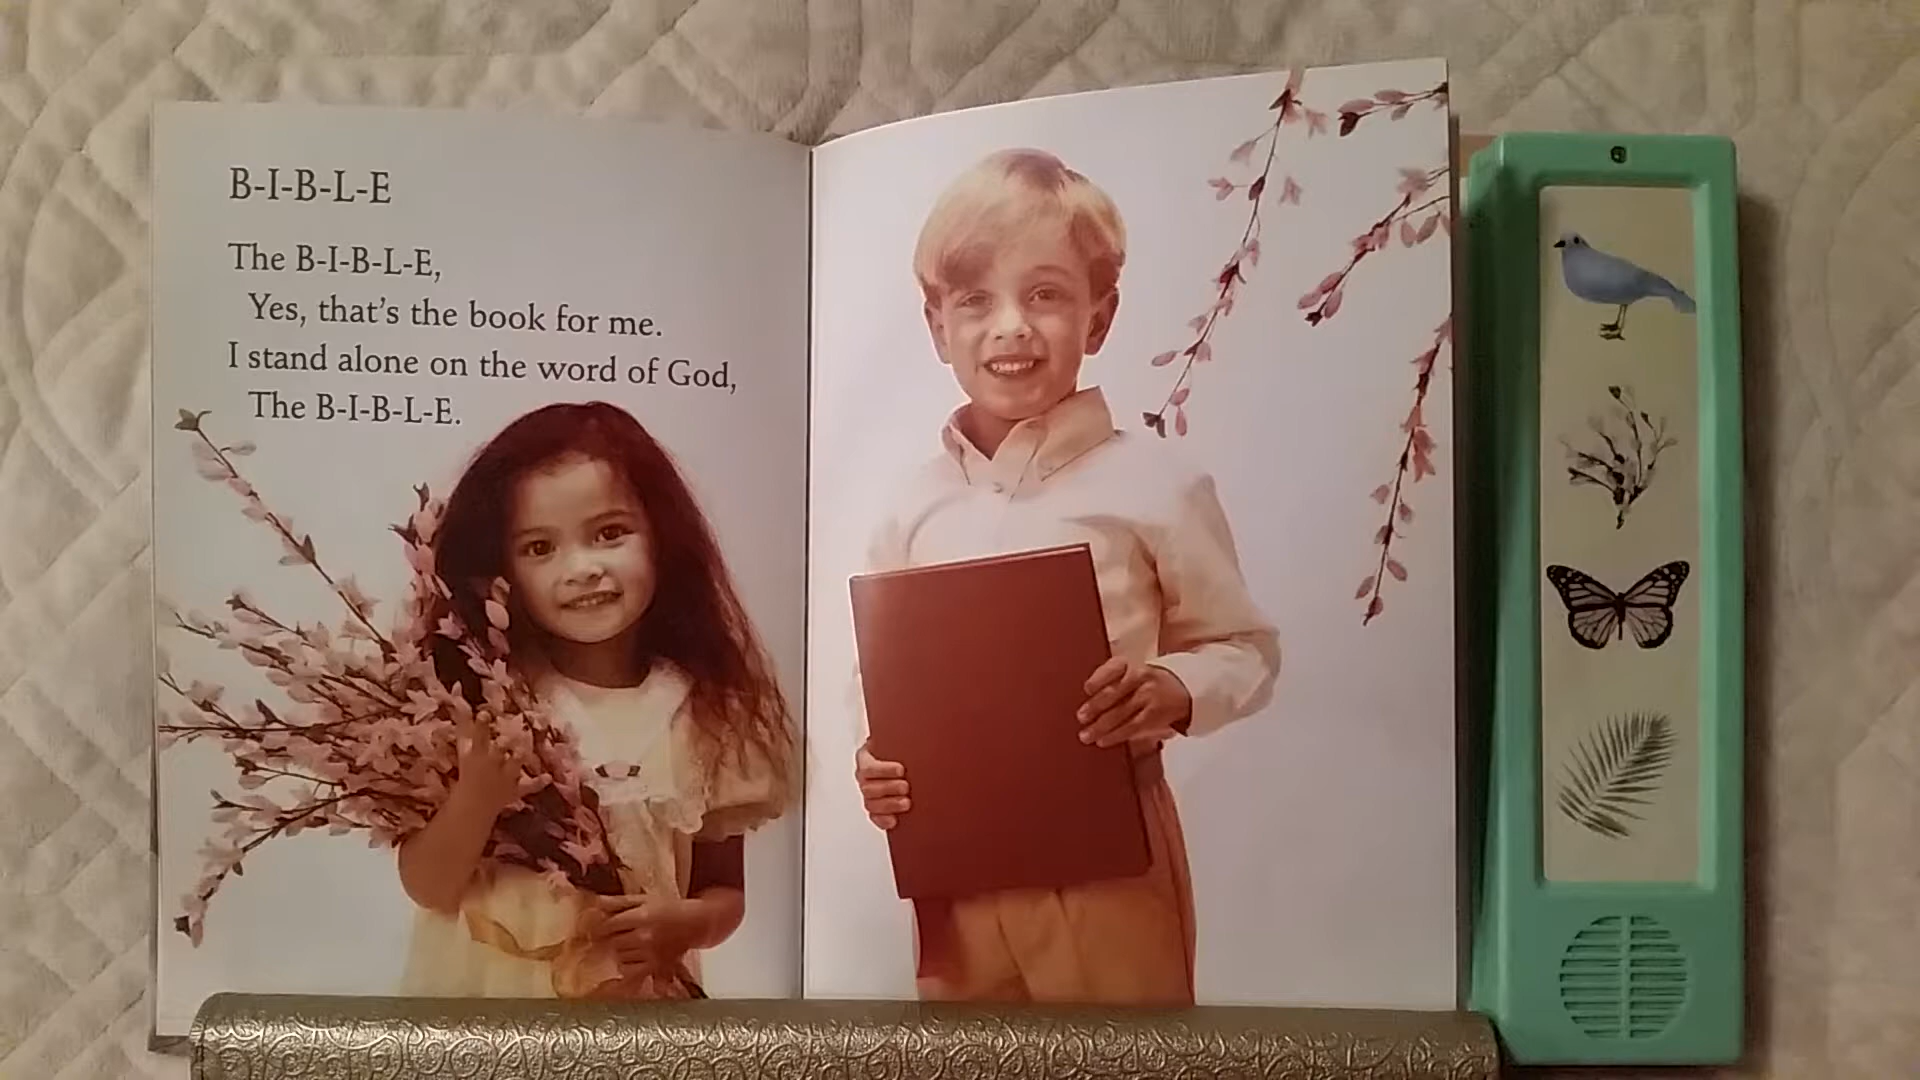 B-I-B-L-E
The B-I-B-L-E,
Yes, that's the book for me.
I stand alone on the word of God,
The B-I-B-L-E.